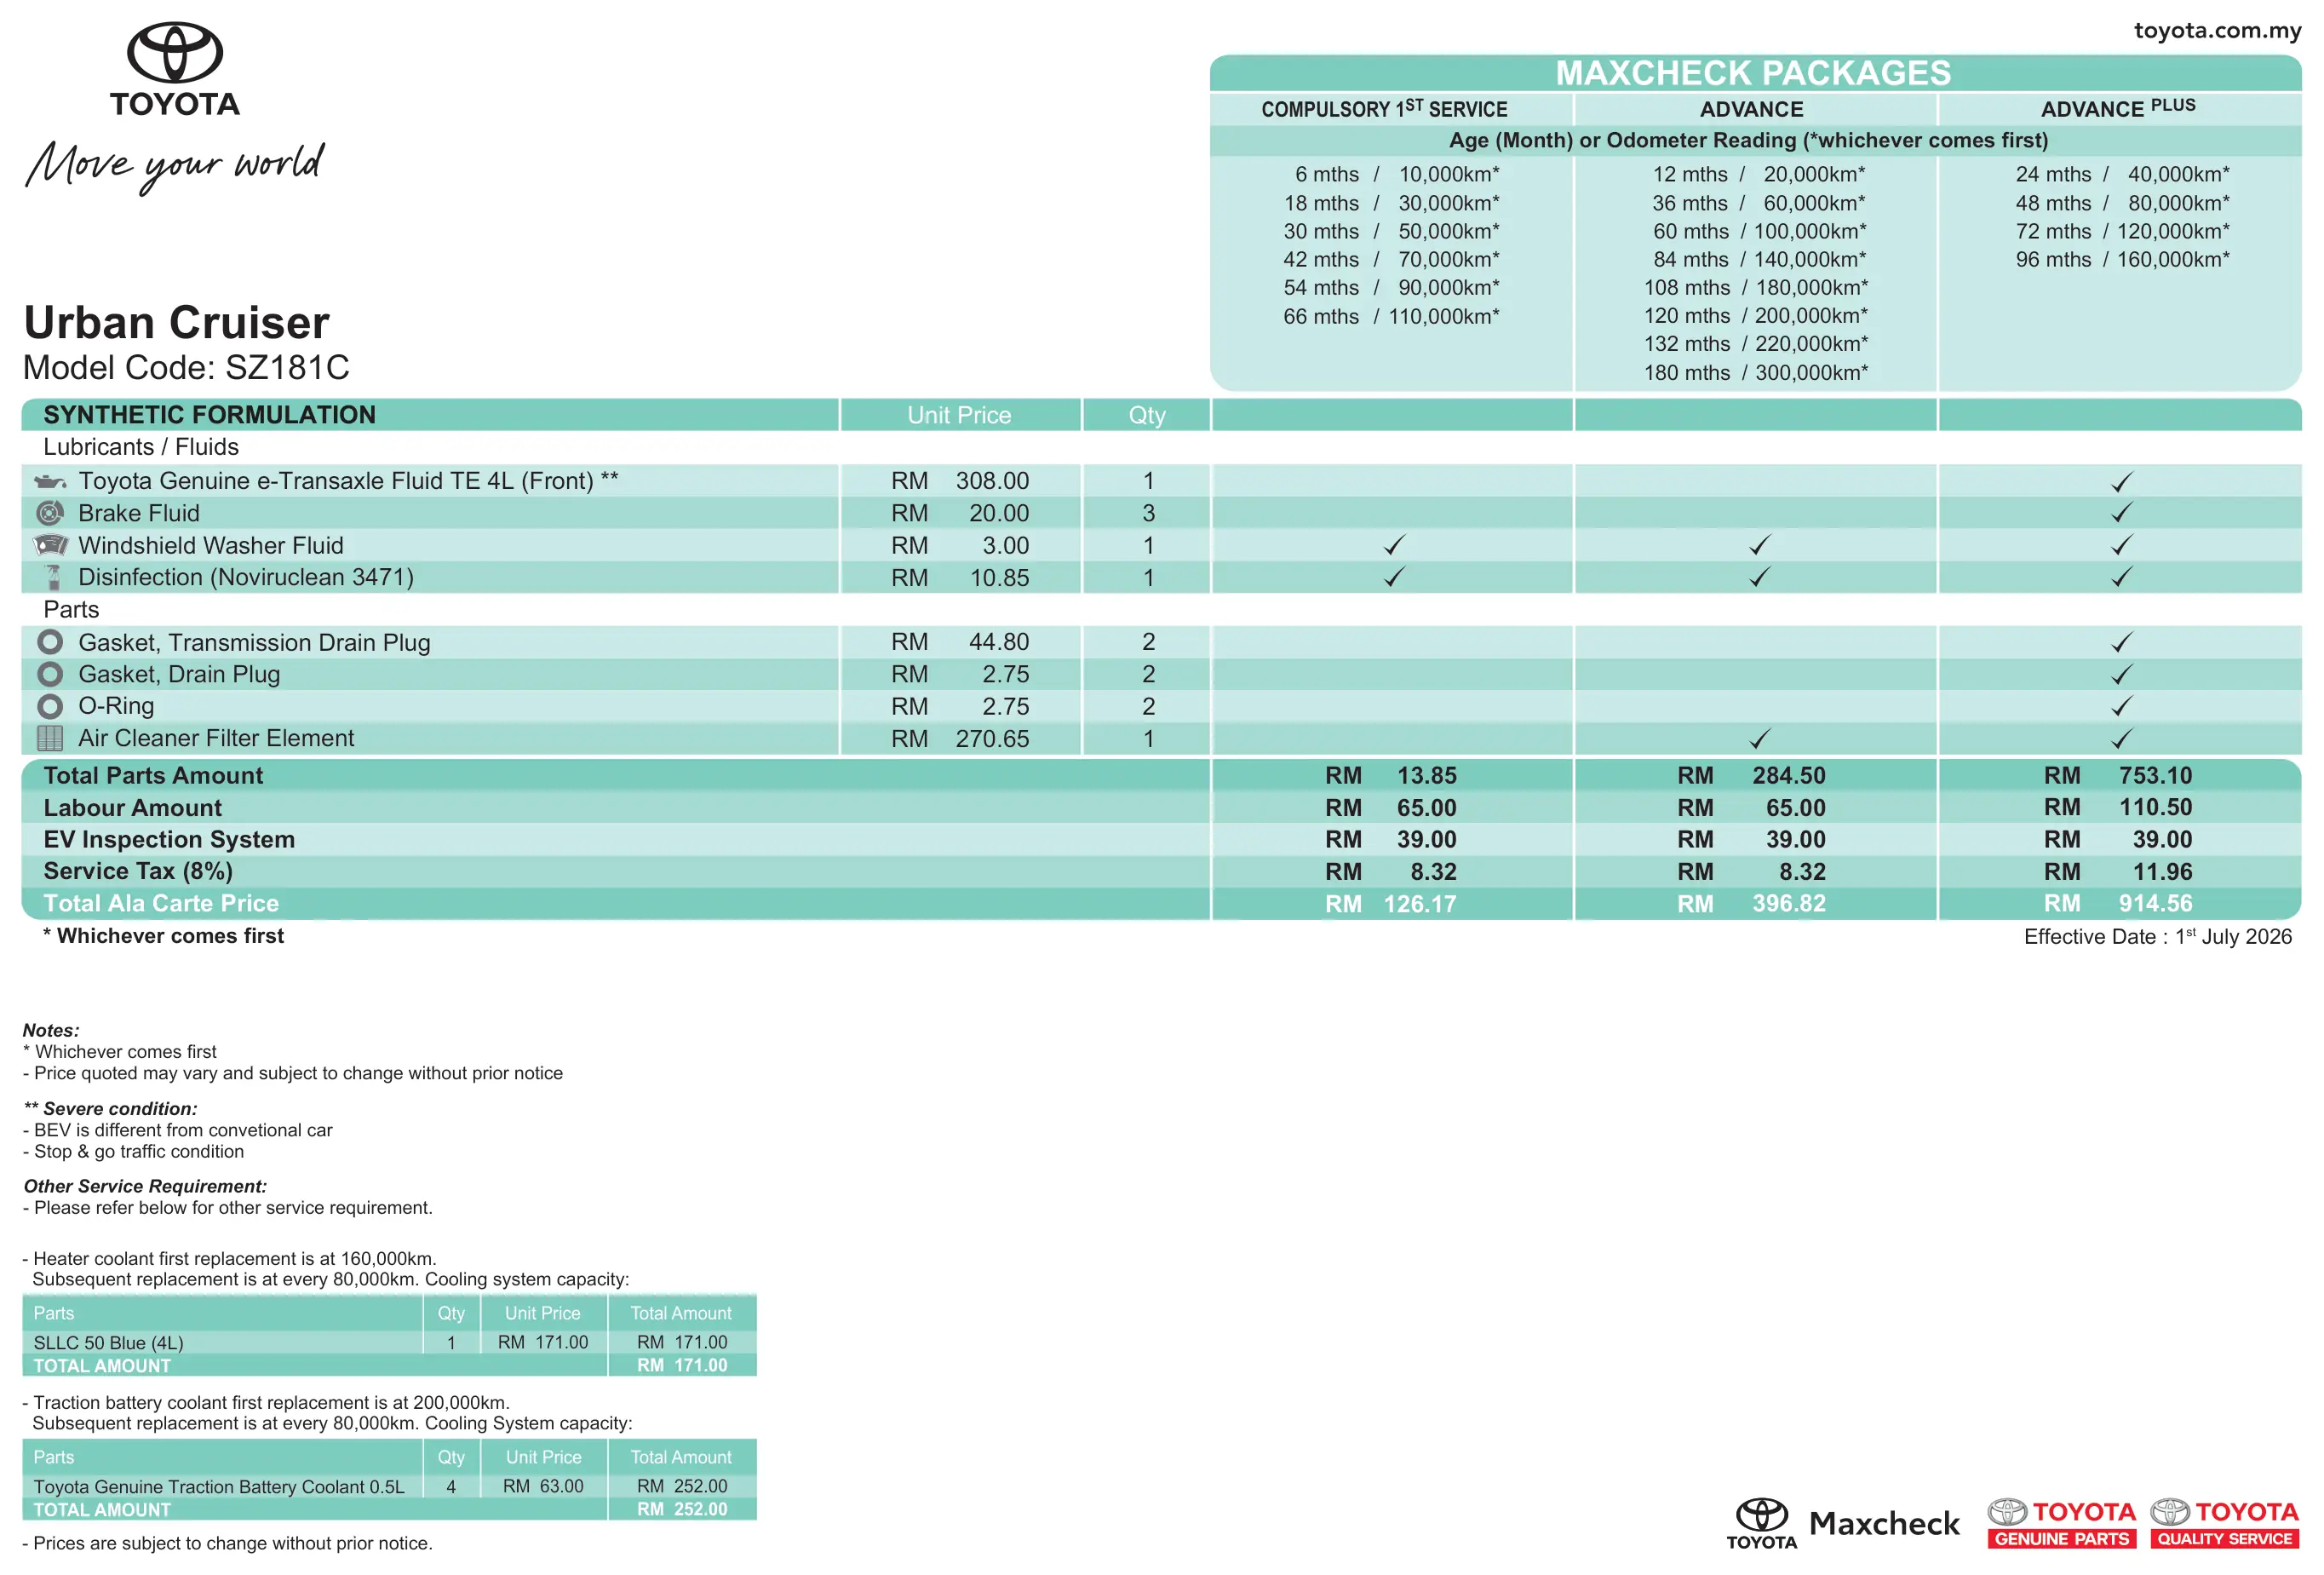 toyota.com.my
TOYOTA
Move your world
MAXCHECK PACKAGES
COMPULSORY 1ST SERVICE ADVANCE ADVANCE PLUS
Age (Month) or Odometer Reading (*whichever comes first)
6 mths / 10,000km* 12 mths / 20,000km* 24 mths / 40,000km*
18 mths / 30,000km* 36 mths / 60,000km* 48 mths / 80,000km*
30 mths / 50,000km* 60 mths / 100,000km* 72 mths / 120,000km*
42 mths / 70,000km* 84 mths / 140,000km* 96 mths / 160,000km*
54 mths / 90,000km* 108 mths / 180,000km*
66 mths / 110,000km* 120 mths / 200,000km*
132 mths / 220,000km*
180 mths / 300,000km*
Urban Cruiser
Model Code: SZ181C
SYNTHETIC FORMULATION Unit Price Qty
Lubricants / Fluids
Toyota Genuine e-Transaxle Fluid TE 4L (Front) ** RM 308.00 1 ✓
Brake Fluid RM 20.00 3 ✓
Windshield Washer Fluid RM 3.00 1 ✓ ✓ ✓
Disinfection (Noviruclean 3471) RM 10.85 1 ✓ ✓ ✓
Parts
Gasket, Transmission Drain Plug RM 44.80 2 ✓
Gasket, Drain Plug RM 2.75 2 ✓
O-Ring RM 2.75 2 ✓
Air Cleaner Filter Element RM 270.65 1 ✓ ✓
Total Parts Amount RM 13.85 RM 284.50 RM 753.10
Labour Amount RM 65.00 RM 65.00 RM 110.50
EV Inspection System RM 39.00 RM 39.00 RM 39.00
Service Tax (8%) RM 8.32 RM 8.32 RM 11.96
Total Ala Carte Price RM 126.17 RM 396.82 RM 914.56
* Whichever comes first Effective Date : 1st July 2026
Notes:
* Whichever comes first
- Price quoted may vary and subject to change without prior notice
** Severe condition:
- BEV is different from convetional car
- Stop & go traffic condition
Other Service Requirement:
- Please refer below for other service requirement.
- Heater coolant first replacement is at 160,000km.
Subsequent replacement is at every 80,000km. Cooling system capacity:
Parts Qty Unit Price Total Amount
SLLC 50 Blue (4L) 1 RM 171.00 RM 171.00
TOTAL AMOUNT RM 171.00
- Traction battery coolant first replacement is at 200,000km.
Subsequent replacement is at every 80,000km. Cooling System capacity:
Parts Qty Unit Price Total Amount
Toyota Genuine Traction Battery Coolant 0.5L 4 RM 63.00 RM 252.00
TOTAL AMOUNT RM 252.00
- Prices are subject to change without prior notice.
TOYOTA Maxcheck
TOYOTA GENUINE PARTS
TOYOTA QUALITY SERVICE